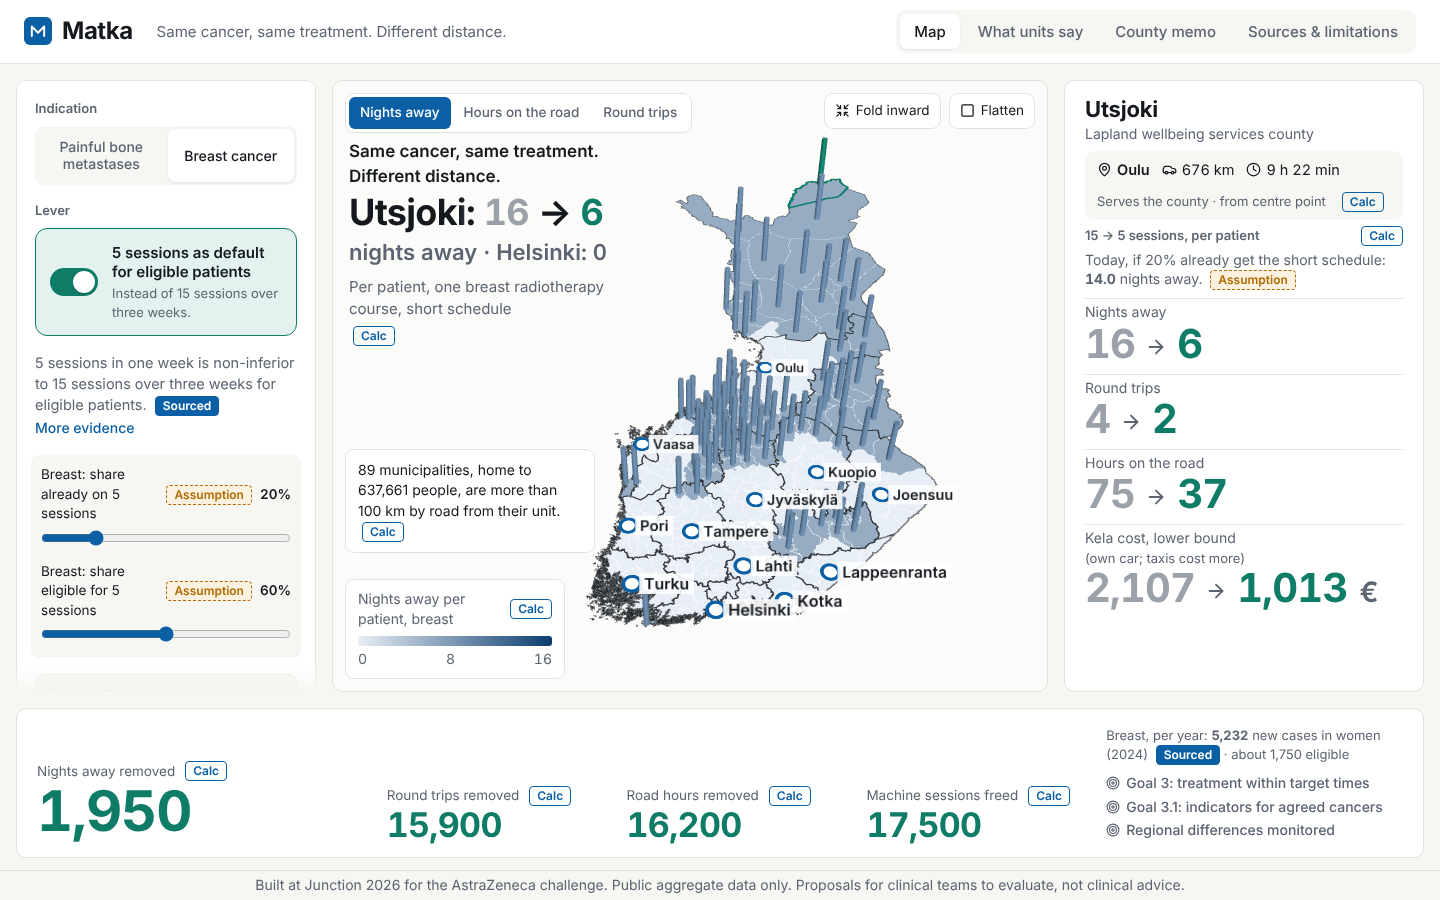 Matka
Same cancer, same treatment. Different distance.
Map
What units say
County memo
Sources & limitations
Indication
Painful bone
metastases
Breast cancer
Lever
5 sessions as default
for eligible patients
Instead of 15 sessions over
three weeks.
5 sessions in one week is non-inferior
to 15 sessions over three weeks for
eligible patients. Sourced
More evidence
Breast: share
already on 5
sessions
Assumption 20%
Breast: share
eligible for 5
sessions
Assumption 60%
Nights away
Hours on the road
Round trips
Fold inward
Flatten
Same cancer, same treatment.
Different distance.
Utsjoki: 16 → 6
nights away · Helsinki: 0
Per patient, one breast radiotherapy
course, short schedule
Calc
89 municipalities, home to
637,661 people, are more than
100 km by road from their unit.
Calc
Nights away per
patient, breast
Calc
0 8 16
Oulu
Vaasa
Kuopio
Jyväskylä
Joensuu
Pori
Tampere
Lahti
Lappeenranta
Turku
Kotka
Helsinki
Utsjoki
Lapland wellbeing services county
Oulu 676 km 9 h 22 min
Serves the county · from centre point Calc
15 → 5 sessions, per patient Calc
Today, if 20% already get the short schedule:
14.0 nights away. Assumption
Nights away
16 → 6
Round trips
4 → 2
Hours on the road
75 → 37
Kela cost, lower bound
(own car; taxis cost more)
2,107 → 1,013 €
Nights away removed Calc
1,950
Round trips removed Calc
15,900
Road hours removed Calc
16,200
Machine sessions freed Calc
17,500
Breast, per year: 5,232 new cases in women
(2024) Sourced · about 1,750 eligible
Goal 3: treatment within target times
Goal 3.1: indicators for agreed cancers
Regional differences monitored
Built at Junction 2026 for the AstraZeneca challenge. Public aggregate data only. Proposals for clinical teams to evaluate, not clinical advice.